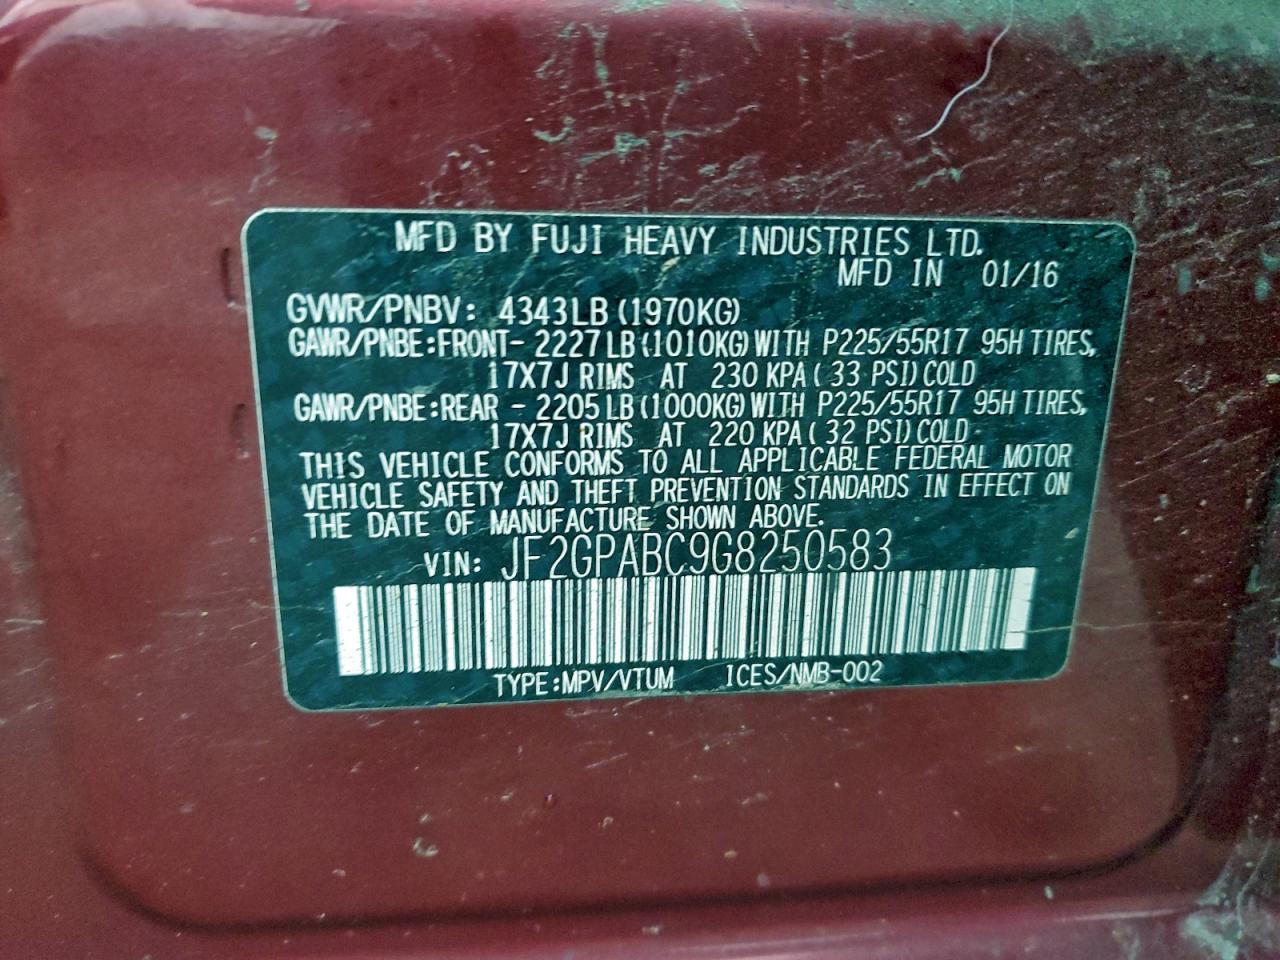 MFD BY FUJI HEAVY INDUSTRIES LTD.
MFD IN 01/16
GVWR/PNBV: 4343LB (1970KG)
GAWR/PNBE:FRONT- 2227LB(1010KG)WITH P225/55R17 95H TIRES,
17X7J RIMS AT 230 KPA( 33 PSI)COLD
GAWR/PNBE:REAR - 2205LB(1000KG)WITH P225/55R17 95H TIRES,
17X7J RIMS AT 220 KPA( 32 PSI)COLD
THIS VEHICLE CONFORMS TO ALL APPLICABLE FEDERAL MOTOR
VEHICLE SAFETY AND THEFT PREVENTION STANDARDS IN EFFECT ON
THE DATE OF MANUFACTURE SHOWN ABOVE.
VIN: JF2GPABC9G8250583
TYPE:MPV/VTUM ICES/NMB-002